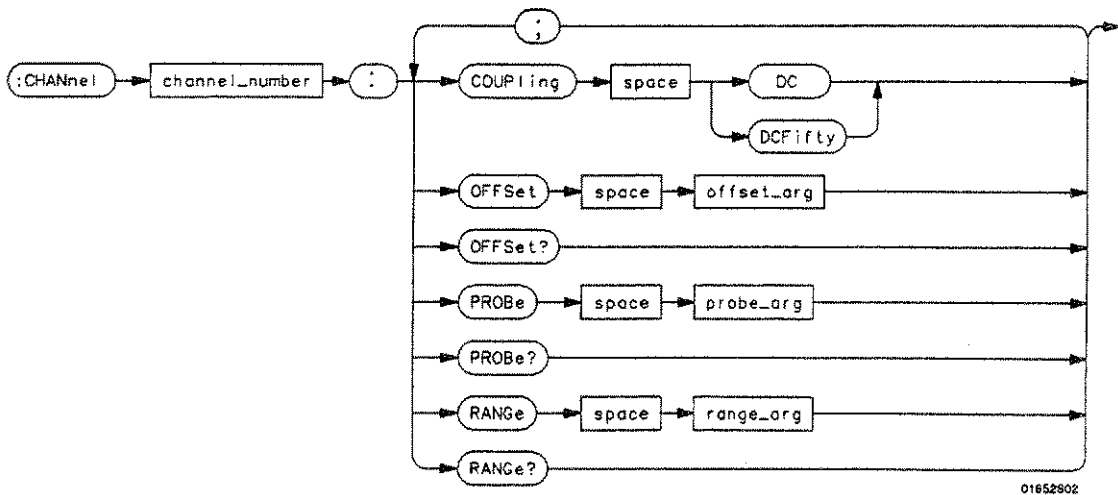 ;
:CHANnel channel_number : COUPling space DC
DCFifty
OFFSet space offset_arg
OFFSet?
PROBe space probe_arg
PROBe?
RANGe space range_arg
RANGe?
01652S02